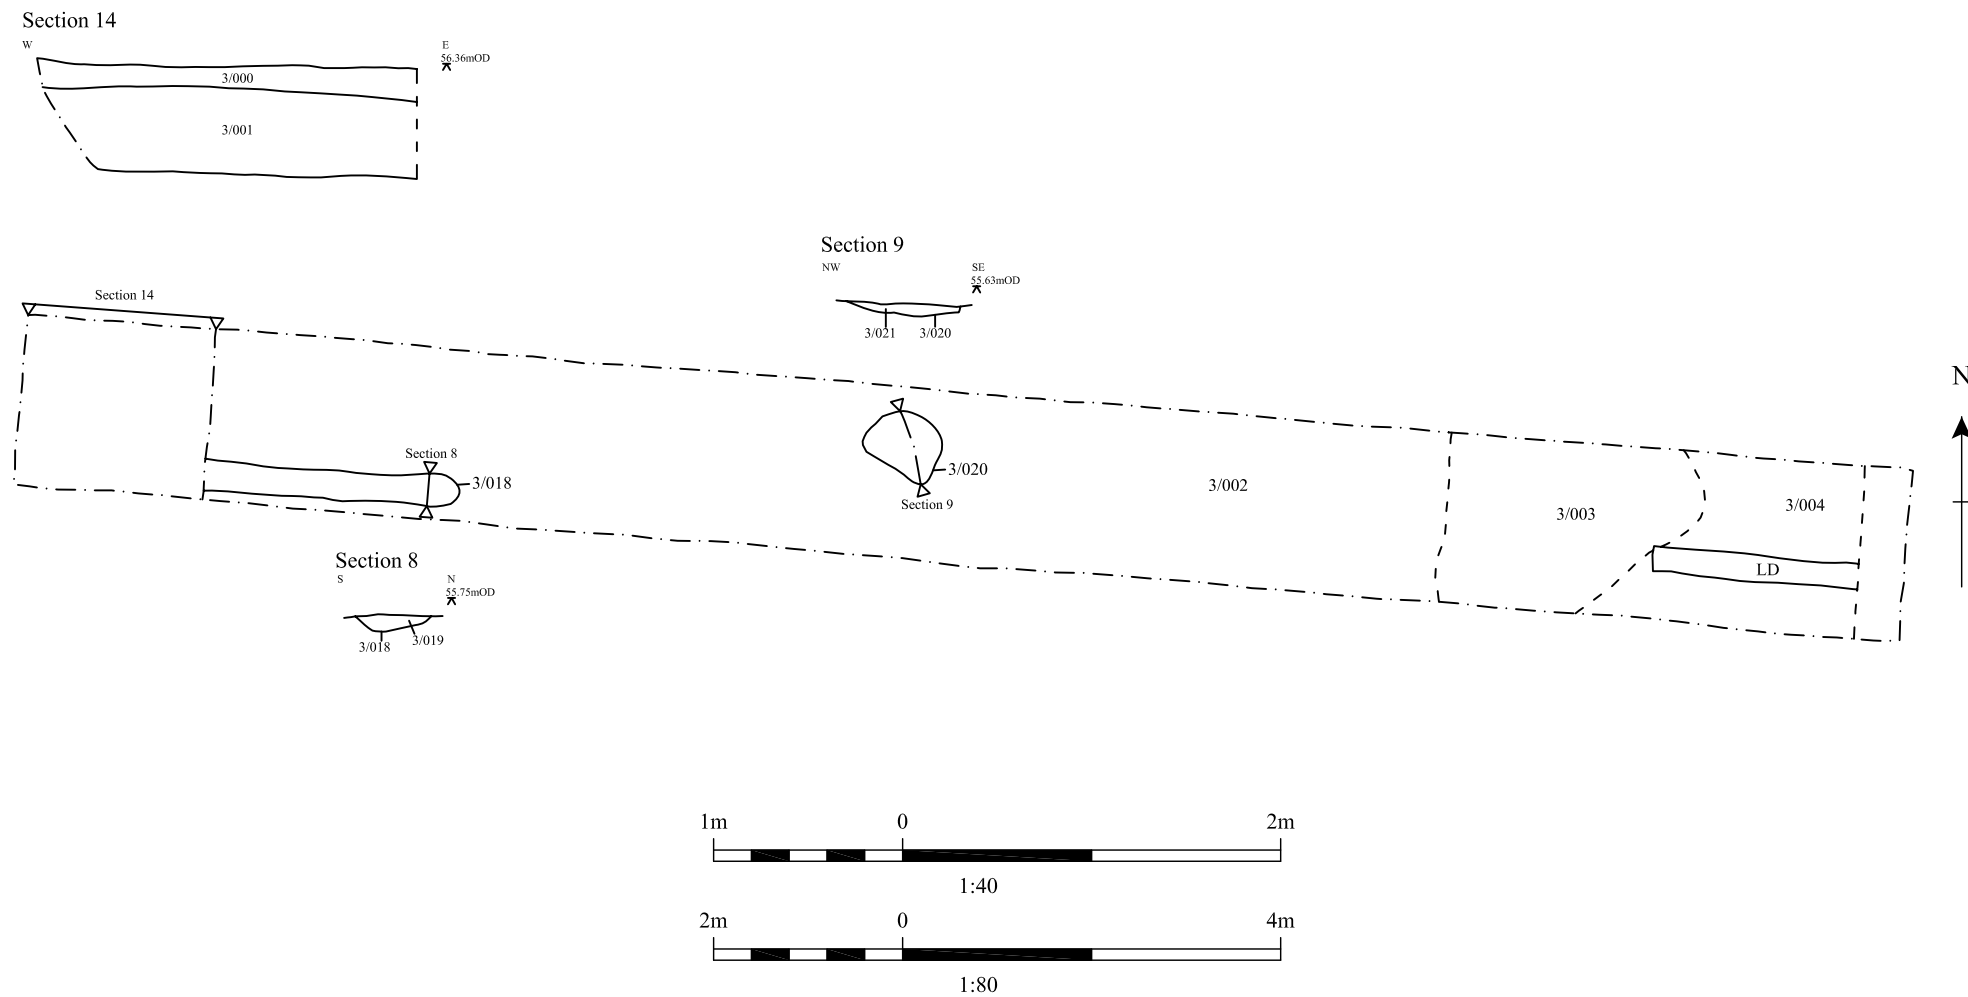 Section 14
W
E
56.36mOD
3/000
3/001
Section 9
NW
SE
55.63mOD
3/021
3/020
Section 14
N
Section 8
3/018
3/020
Section 9
3/002
3/003
3/004
LD
Section 8
S
N
55.75mOD
3/018
3/019
1m 0 2m
1:40
2m 0 4m
1:80